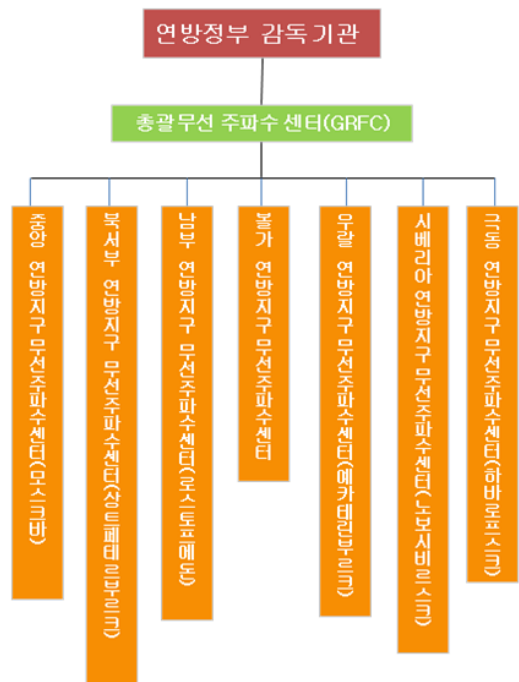 연방정부 감독기관
총괄무선 주파수 센터(GRFC)
중앙 연방지구 무선주파수센터(모스크바)
북서부 연방지구 무선주파수센터(상트페테르부르크)
남부 연방지구 무선주파수센터(로스토프에돈)
볼가 연방지구 무선주파수센터
우랄 연방지구 무선주파수센터(예카테린부르크)
시베리아 연방지구 무선주파수센터(노보시비르스크)
극동 연방지구 무선주파수센터(하바로프스크)